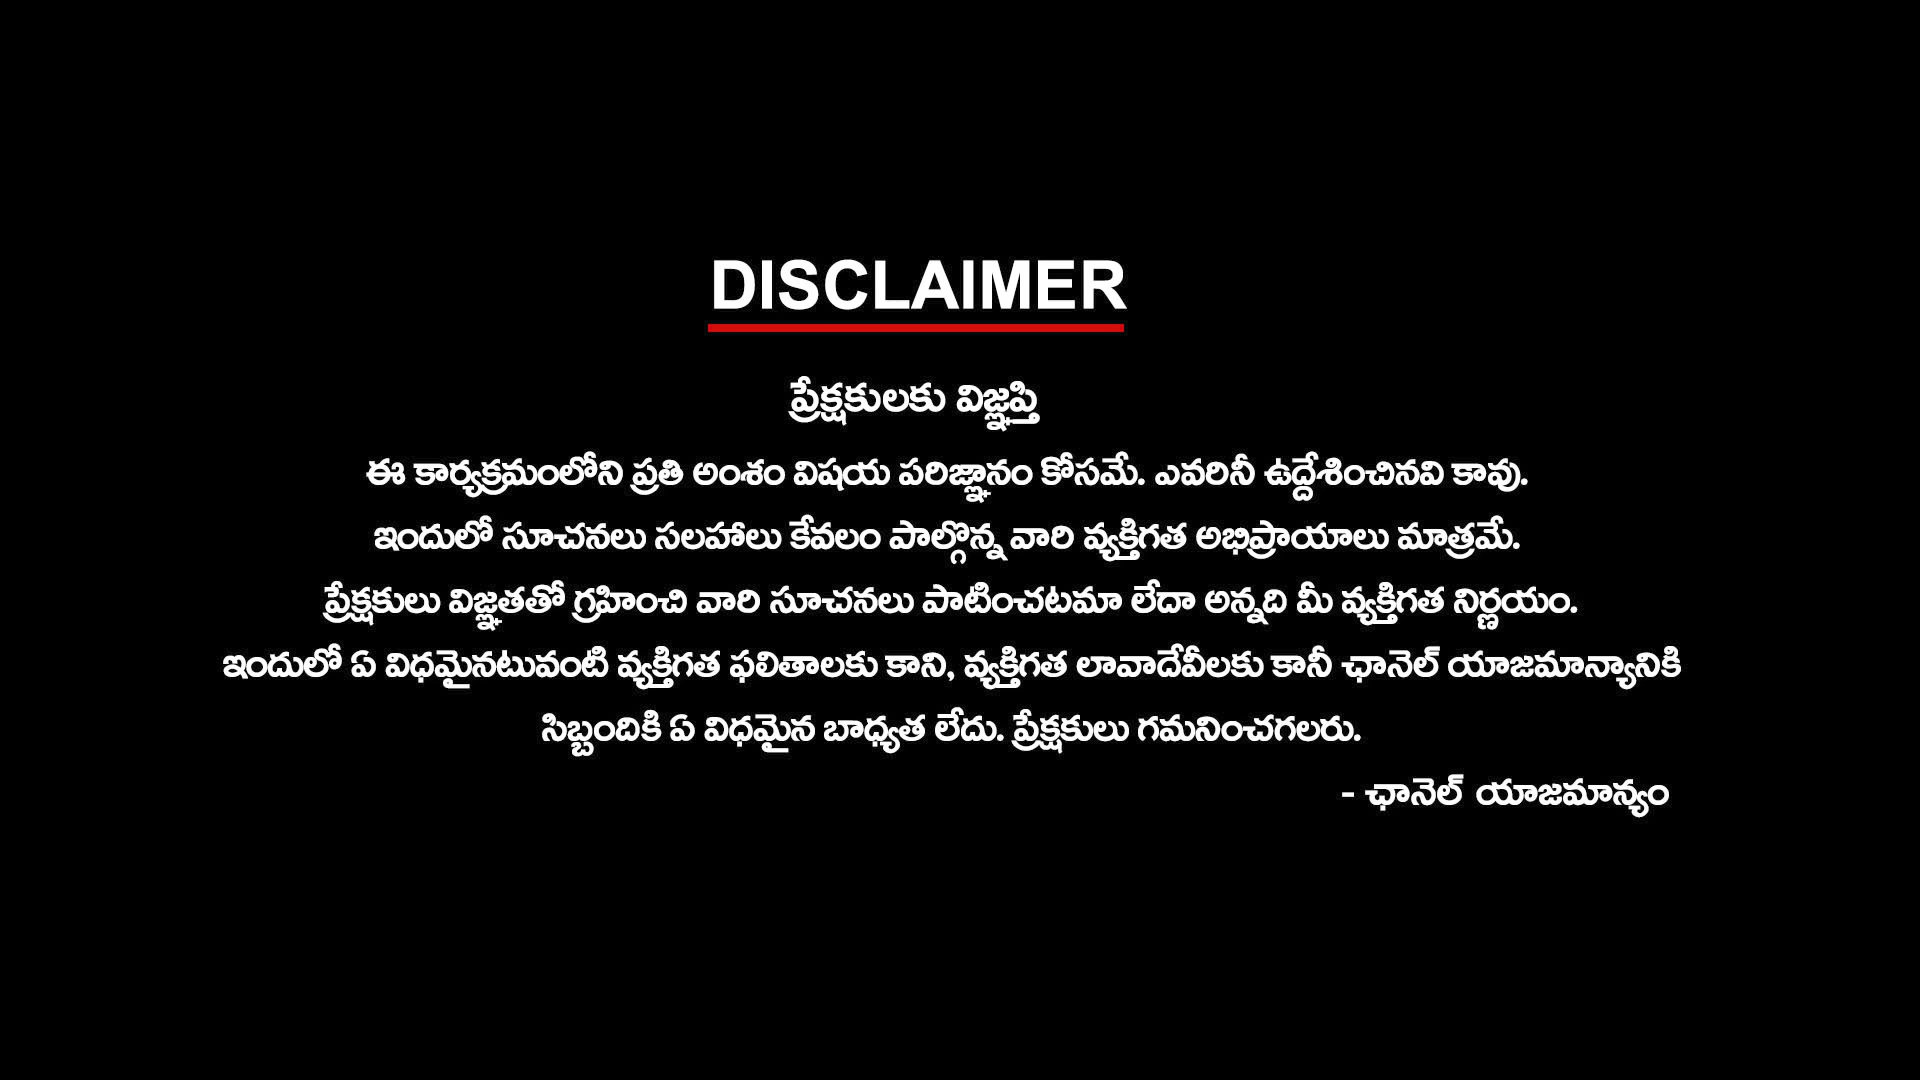 DISCLAIMER
ప్రేక్షకులకు విజ్ఞప్తి
ఈ కార్యక్రమంలోని ప్రతి అంశం విషయ పరిజ్ఞానం కోసమే. ఎవరినీ ఉద్దేశించినవి కావు.
ఇందులో సూచనలు సలహాలు కేవలం పాల్గొన్న వారి వ్యక్తిగత అభిప్రాయాలు మాత్రమే.
ప్రేక్షకులు విజ్ఞతతో గ్రహించి వారి సూచనలు పాటించటమా లేదా అన్నది మీ వ్యక్తిగత నిర్ణయం.
ఇందులో ఏ విధమైనటువంటి వ్యక్తిగత ఫలితాలకు కాని, వ్యక్తిగత లావాదేవీలకు కానీ ఛానెల్ యాజమాన్యానికి
సిబ్బందికి ఏ విధమైన బాధ్యత లేదు. ప్రేక్షకులు గమనించగలరు.
- ఛానెల్ యాజమాన్యం